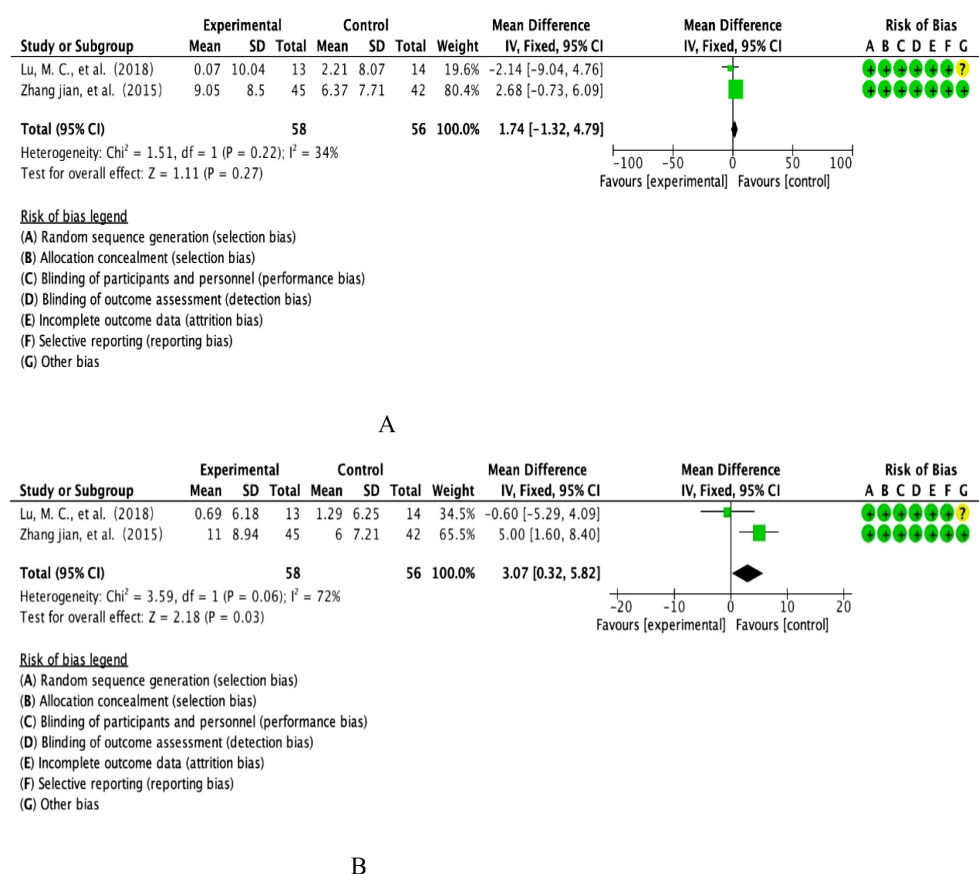 Experimental Control Mean Difference Mean Difference Risk of Bias
Study or Subgroup Mean SD Total Mean SD Total Weight IV, Fixed, 95% CI IV, Fixed, 95% CI A B C D E F G
Lu, M. C., et al. (2018) 0.07 10.04 13 2.21 8.07 14 19.6% -2.14 [-9.04, 4.76] + + + + + + ?
Zhang jian, et al. (2015) 9.05 8.5 45 6.37 7.71 42 80.4% 2.68 [-0.73, 6.09] + + + + + + +
Total (95% CI) 58 56 100.0% 1.74 [-1.32, 4.79]
Heterogeneity: Chi² = 1.51, df = 1 (P = 0.22); I² = 34%
Test for overall effect: Z = 1.11 (P = 0.27)
-100 -50 0 50 100
Favours [experimental] Favours [control]
Risk of bias legend
(A) Random sequence generation (selection bias)
(B) Allocation concealment (selection bias)
(C) Blinding of participants and personnel (performance bias)
(D) Blinding of outcome assessment (detection bias)
(E) Incomplete outcome data (attrition bias)
(F) Selective reporting (reporting bias)
(G) Other bias
A
Experimental Control Mean Difference Mean Difference Risk of Bias
Study or Subgroup Mean SD Total Mean SD Total Weight IV, Fixed, 95% CI IV, Fixed, 95% CI A B C D E F G
Lu, M. C., et al. (2018) 0.69 6.18 13 1.29 6.25 14 34.5% -0.60 [-5.29, 4.09] + + + + + + ?
Zhang jian, et al. (2015) 11 8.94 45 6 7.21 42 65.5% 5.00 [1.60, 8.40] + + + + + + +
Total (95% CI) 58 56 100.0% 3.07 [0.32, 5.82]
Heterogeneity: Chi² = 3.59, df = 1 (P = 0.06); I² = 72%
Test for overall effect: Z = 2.18 (P = 0.03)
-20 -10 0 10 20
Favours [experimental] Favours [control]
Risk of bias legend
(A) Random sequence generation (selection bias)
(B) Allocation concealment (selection bias)
(C) Blinding of participants and personnel (performance bias)
(D) Blinding of outcome assessment (detection bias)
(E) Incomplete outcome data (attrition bias)
(F) Selective reporting (reporting bias)
(G) Other bias
B